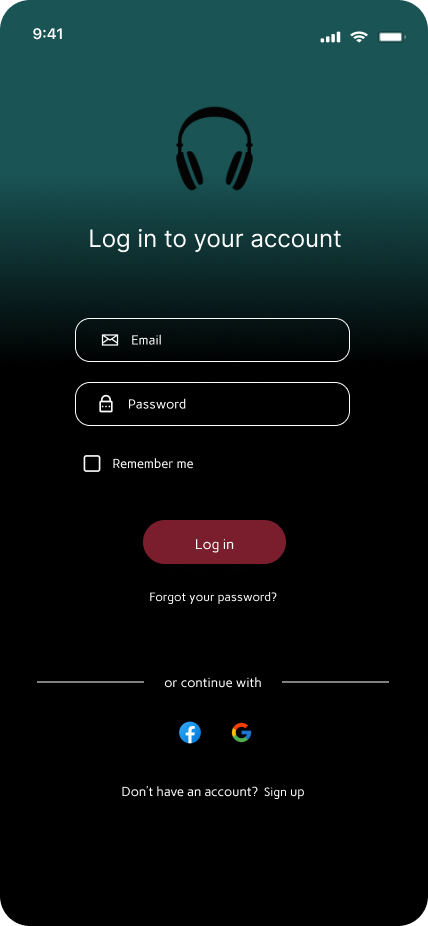 9:41
Log in to your account
Email
Password
Remember me
Log in
Forgot your password?
or continue with
Don't have an account? Sign up